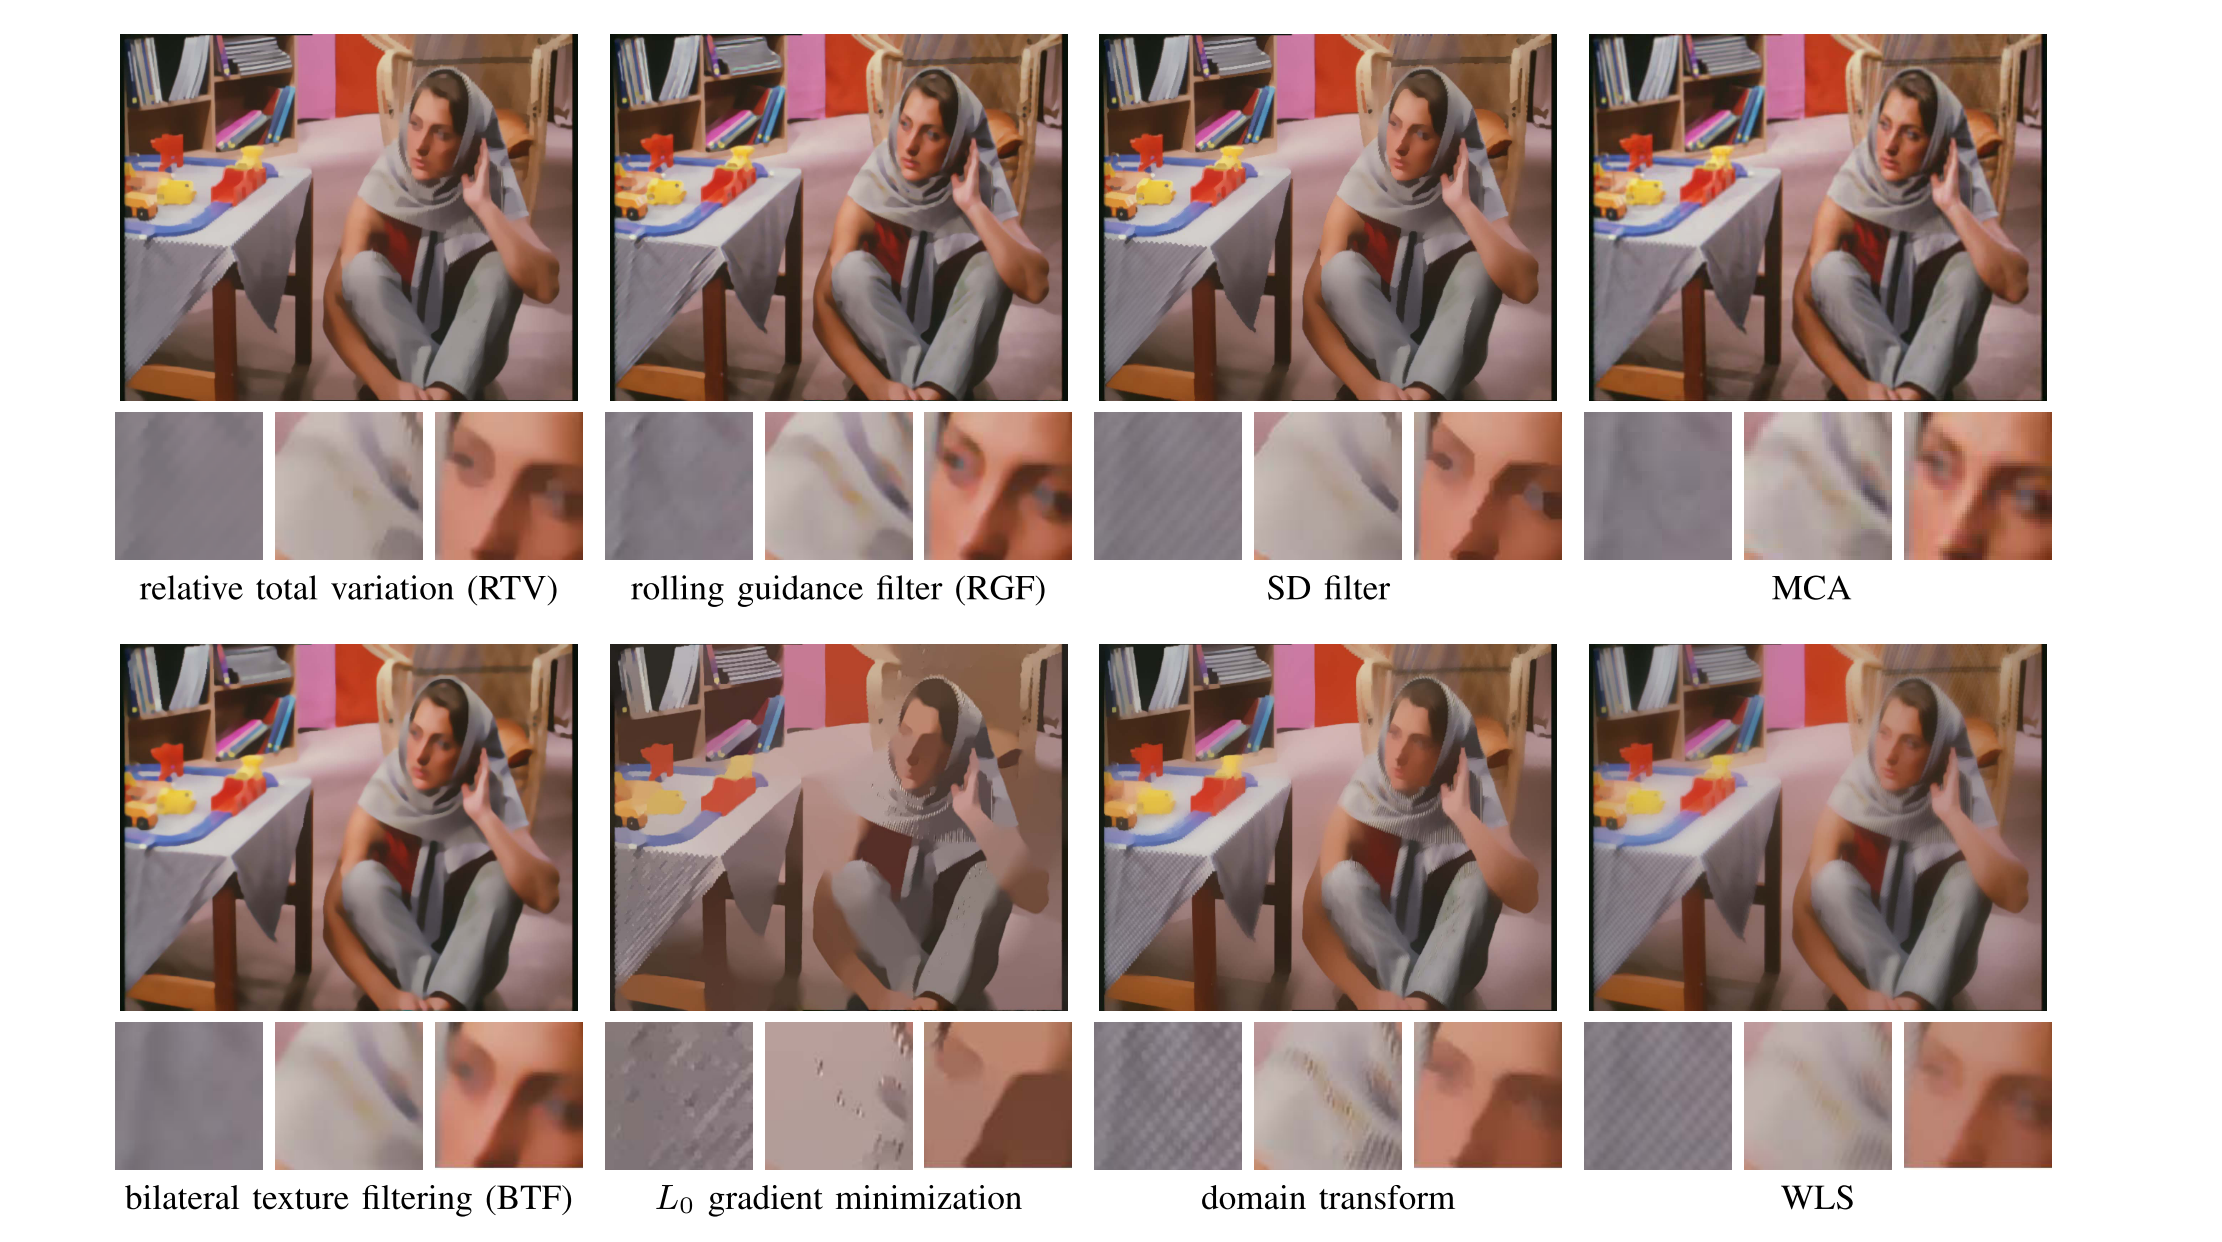 relative total variation (RTV)
rolling guidance filter (RGF)
SD filter
MCA
bilateral texture filtering (BTF)
L0 gradient minimization
domain transform
WLS